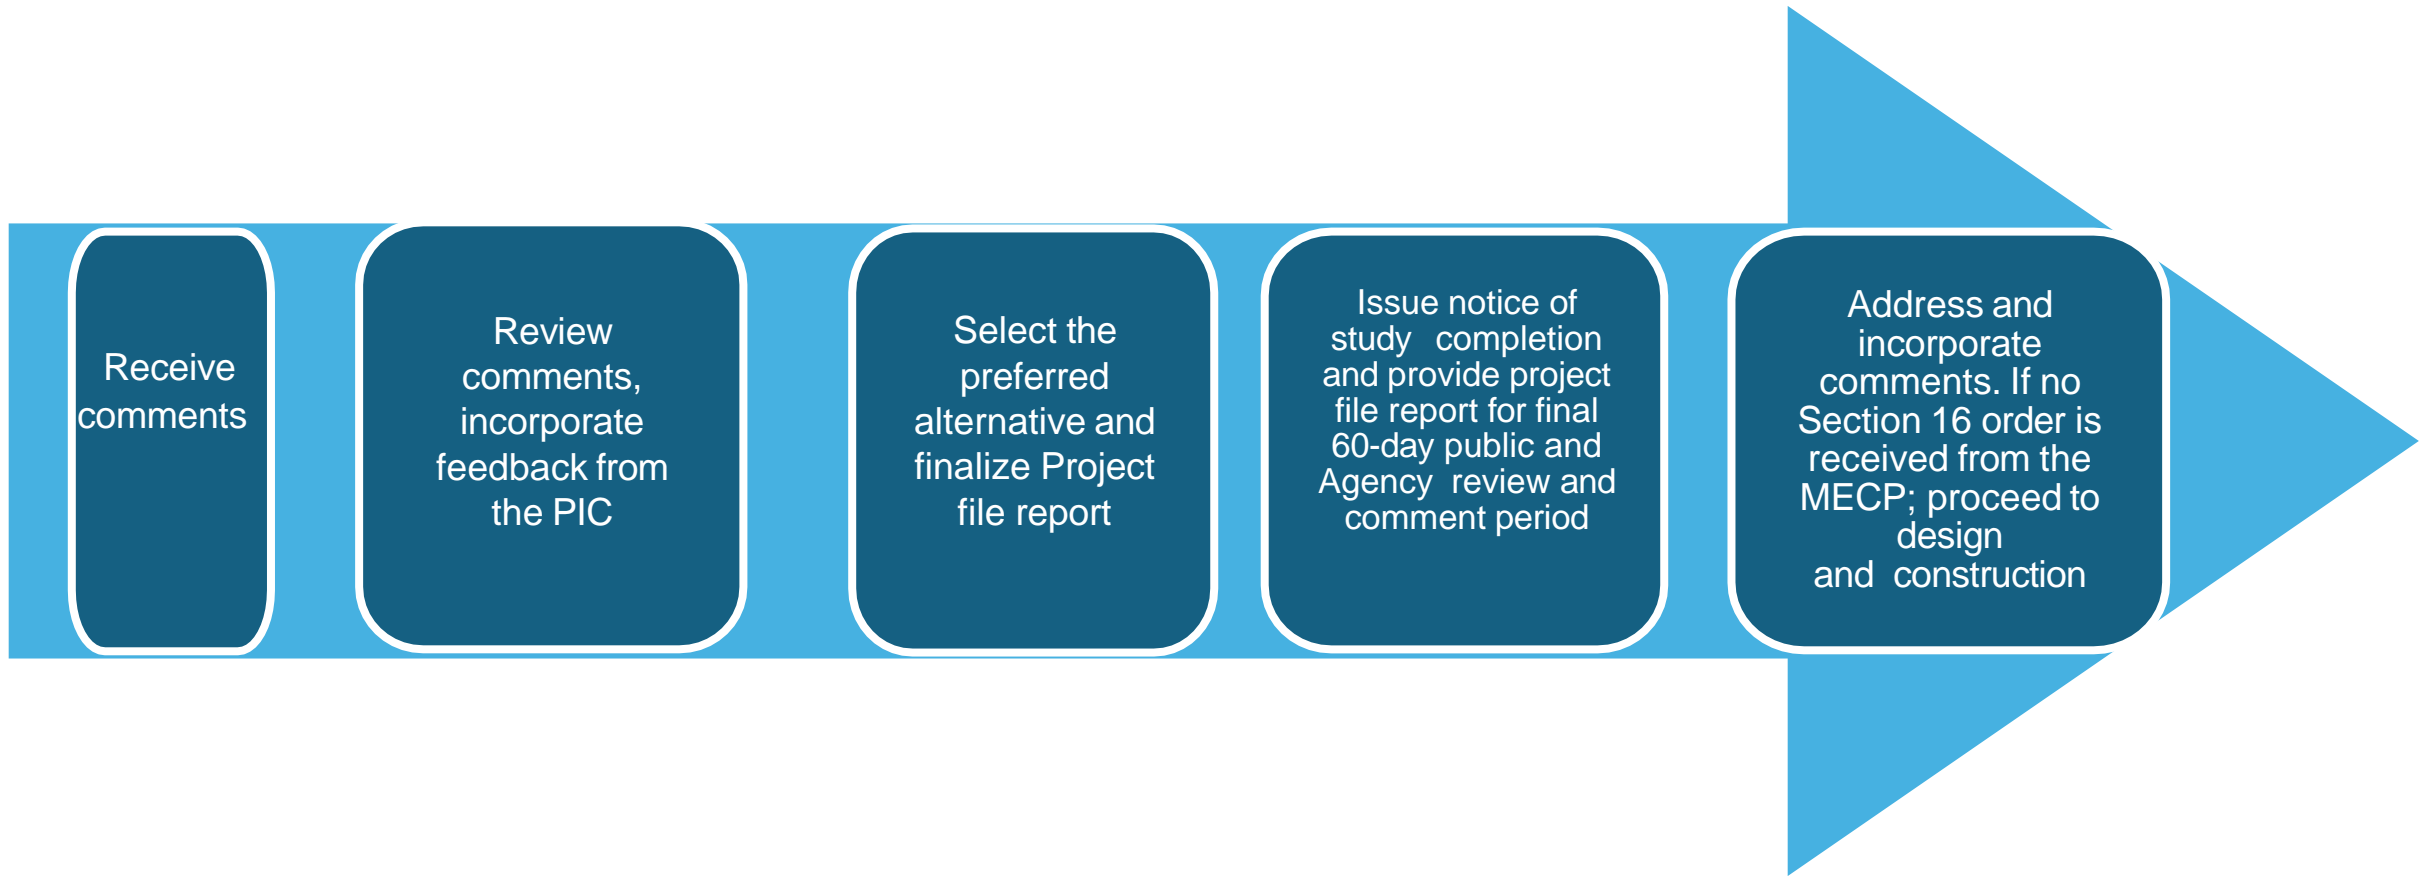 Receive
comments
Review
comments,
incorporate
feedback from
the PIC
Select the
preferred
alternative and
finalize Project
file report
Issue notice of
study completion
and provide project
file report for final
60-day public and
Agency review and
comment period
Address and
incorporate
comments. If no
Section 16 order is
received from the
MECP; proceed to
design
and construction